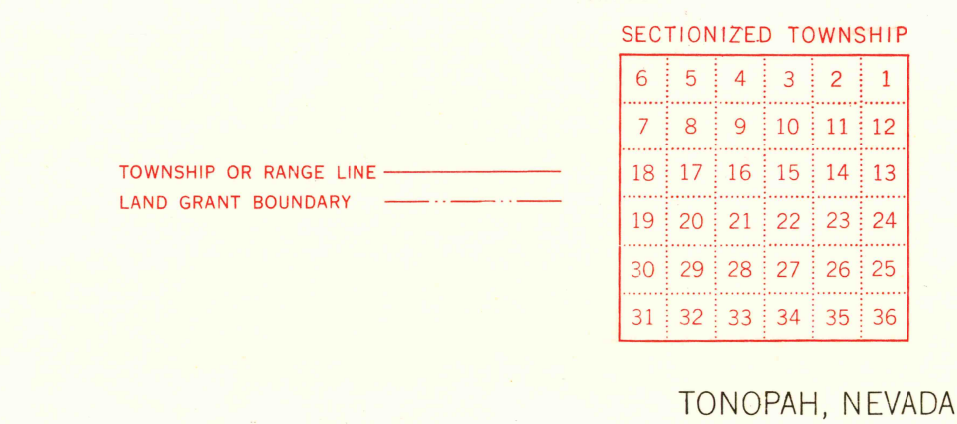 SECTIONIZED TOWNSHIP
6 5 4 3 2 1
7 8 9 10 11 12
TOWNSHIP OR RANGE LINE
18 17 16 15 14 13
LAND GRANT BOUNDARY
19 20 21 22 23 24
30 29 28 27 26 25
31 32 33 34 35 36
TONOPAH, NEVADA